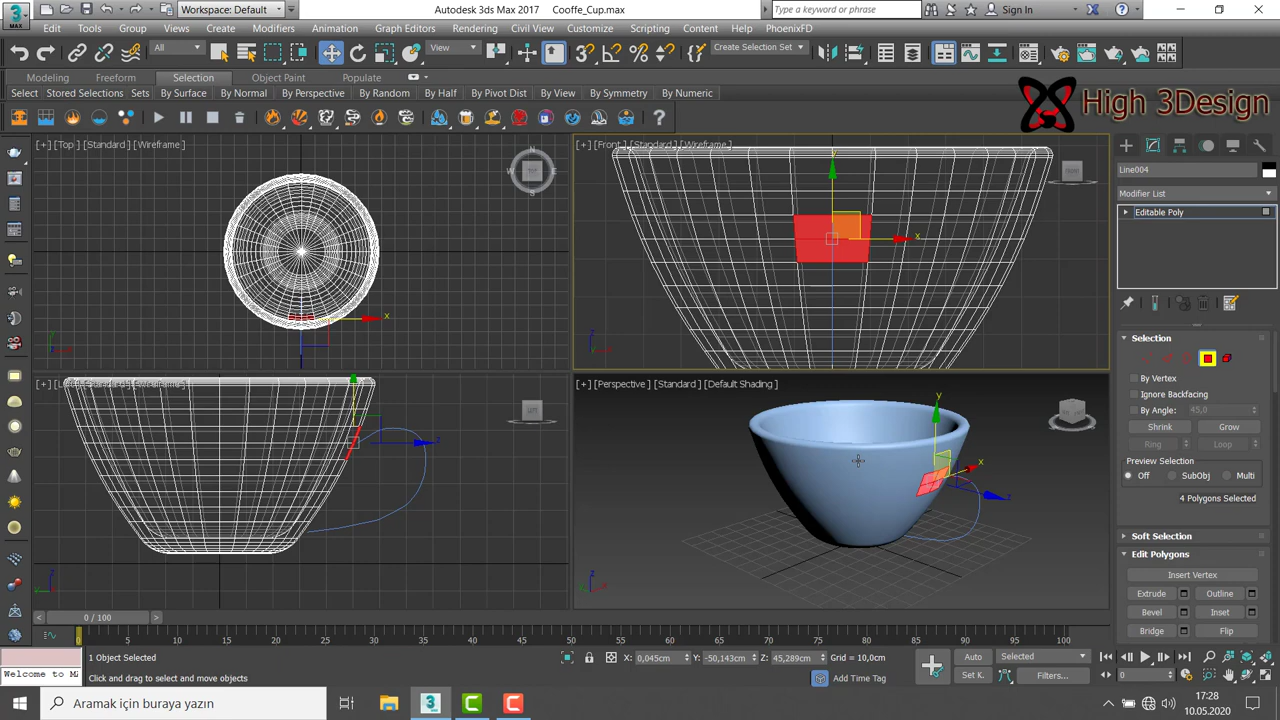 Workspace: Default
Autodesk 3ds Max 2017 Cooffe_Cup.max
Type a keyword or phrase
Sign In
3
MAX
Edit Tools Group Views Create Modifiers Animation Graph Editors Rendering Civil View Customize Scripting Content Help PhoenixFD
All
View
Create Selection Set
Modeling Freeform Selection Object Paint Populate
Select Stored Selections Sets By Surface By Normal By Perspective By Random By Half By Pivot Dist By View By Symmetry By Numeric
High 3Design
[+] [Top ] [Standard ] [Wireframe ]
[+] [Front ] [Standard ] [Wireframe ]
Line004
Modifier List
Editable Poly
Selection
By Vertex
Ignore Backfacing
By Angle: 45,0
Shrink Grow
Ring Loop
Preview Selection
Off SubObj Multi
4 Polygons Selected
[+] [Perspective ] [Standard ] [Default Shading ]
Soft Selection
Edit Polygons
Insert Vertex
Extrude Outline
Bevel Inset
Bridge Flip
0 / 100
0 5 10 15 20 25 30 35 40 45 50 55 60 65 70 75 80 85 90 95 100
1 Object Selected
X: 0,045cm Y: -50,143cm Z: 45,289cm Grid = 10,0cm
Auto Selected
Welcome to M
Click and drag to select and move objects
Add Time Tag
Set K. Filters...
0
Aramak için buraya yazın
17:28
10.05.2020